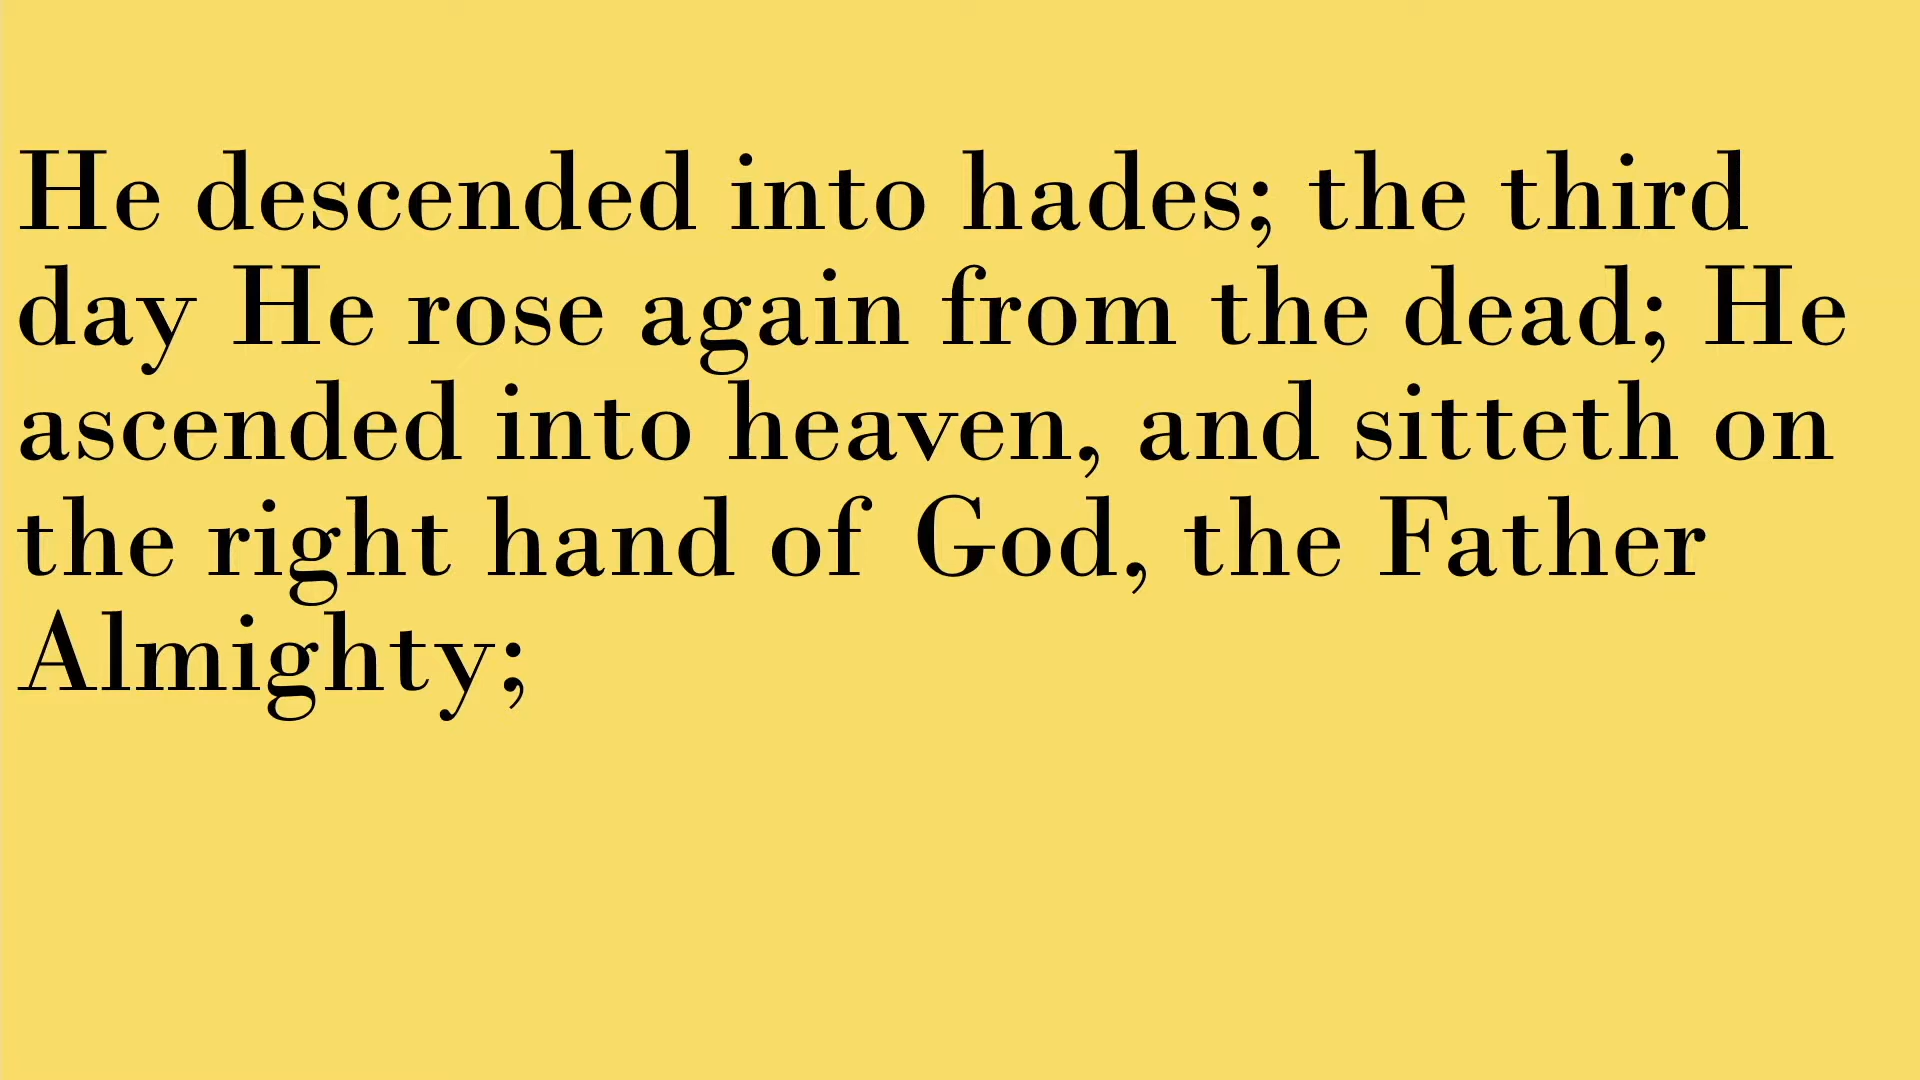 He descended into hades; the third
day He rose again from the dead; He
ascended into heaven, and sitteth on
the right hand of God, the Father
Almighty;